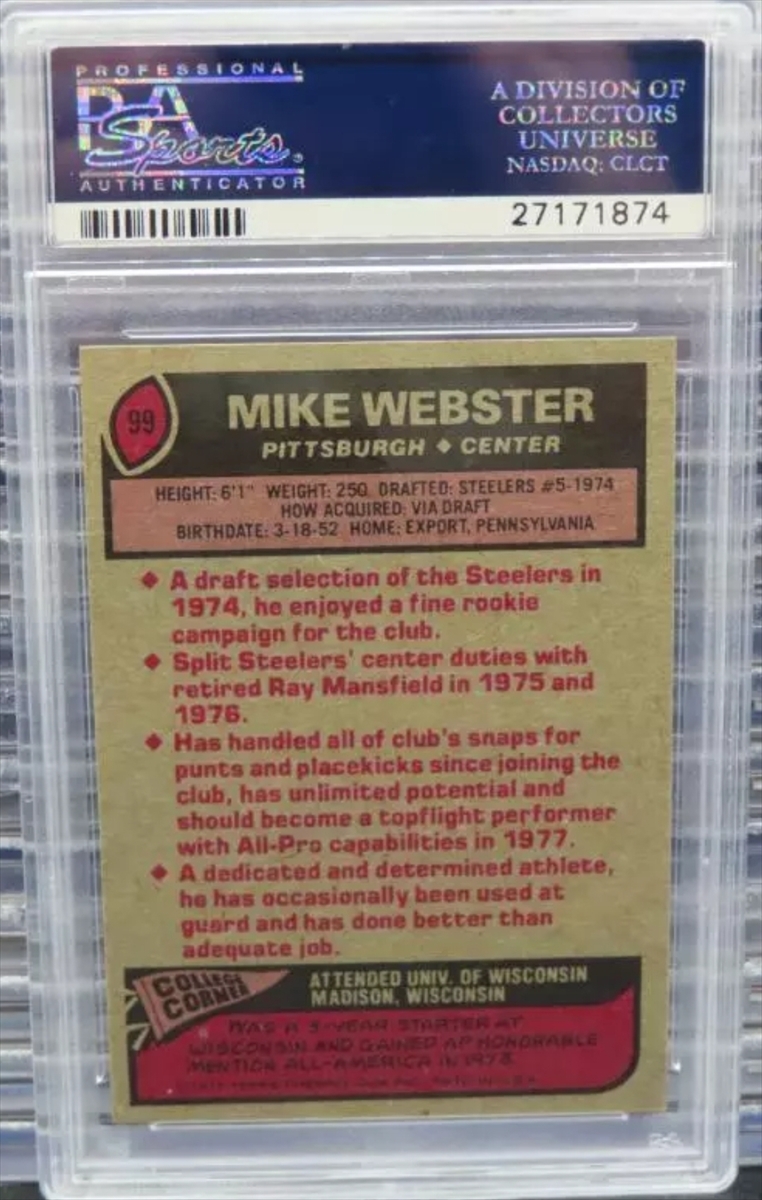 PROFESSIONAL
PSA
Sports®
AUTHENTICATOR
A DIVISION OF
COLLECTORS
UNIVERSE
NASDAQ: CLCT
27171874
99
MIKE WEBSTER
PITTSBURGH ♦ CENTER
HEIGHT: 6'1" WEIGHT: 250 DRAFTED: STEELERS #5-1974
HOW ACQUIRED: VIA DRAFT
BIRTHDATE: 3-18-52 HOME: EXPORT, PENNSYLVANIA
♦ A draft selection of the Steelers in
1974, he enjoyed a fine rookie
campaign for the club.
♦ Split Steelers' center duties with
retired Ray Mansfield in 1975 and
1976.
♦ Has handled all of club's snaps for
punts and placekicks since joining the
club, has unlimited potential and
should become a topflight performer
with All-Pro capabilities in 1977.
♦ A dedicated and determined athlete,
he has occasionally been used at
guard and has done better than
adequate job.
COLLEGE
CORNER
ATTENDED UNIV. OF WISCONSIN
MADISON, WISCONSIN
WAS A 3-YEAR STARTER AT
WISCONSIN AND GAINED AP HONORABLE
MENTION ALL-AMERICA IN 1973
PSA